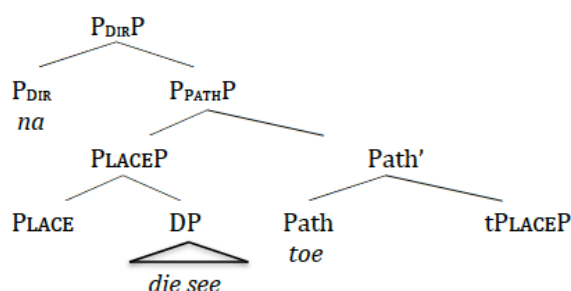 PDIRP
PDIR PPATHP
na
PLACEP Path’
PLACE DP Path tPLACEP
toe
die see